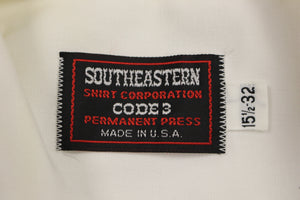 SOUTHEASTERN
SHIRT CORPORATION
CODE 3
PERMANENT PRESS
MADE IN U.S.A.
15½-32